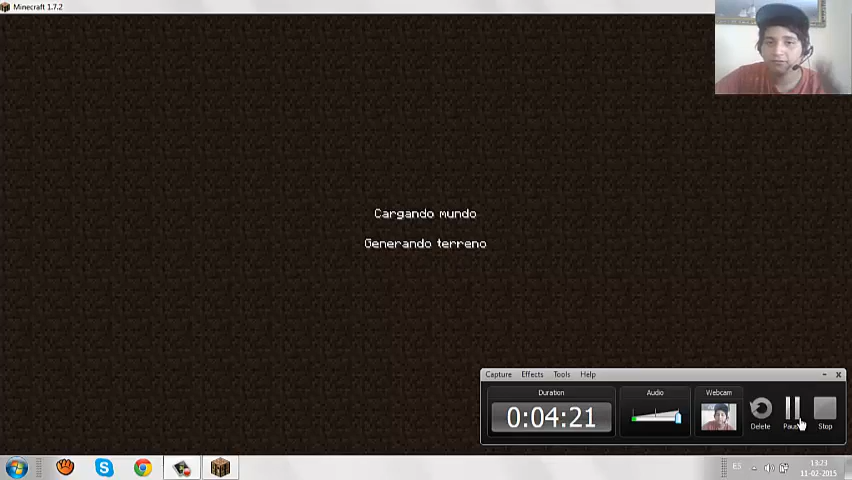 Minecraft 1.7.2
Cargando mundo
Generando terreno
Capture Effects Tools Help
Duration Audio Webcam
0:04:21
Delete Pause Stop
ES
13:23
11-02-2015